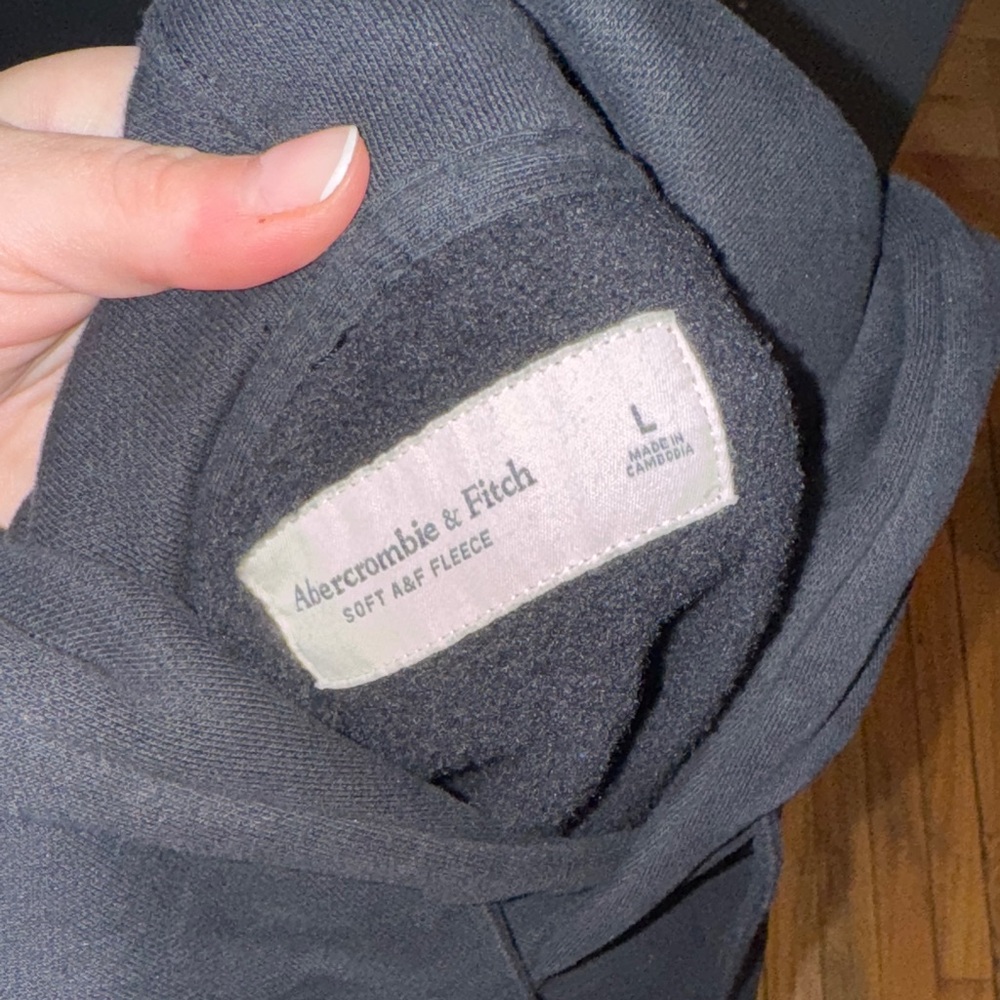 Abercrombie & Fitch
SOFT A&F FLEECE
L
MADE IN
CAMBODIA